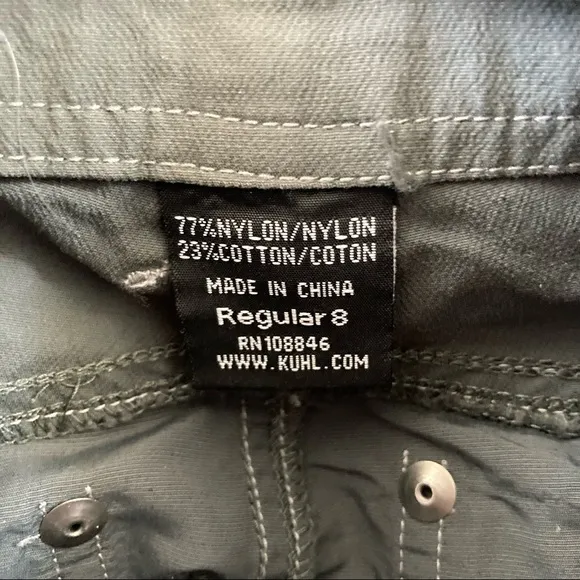 77%NYLON/NYLON
23%COTTON/COTON
MADE IN CHINA
Regular 8
RN108846
WWW.KUHL.COM